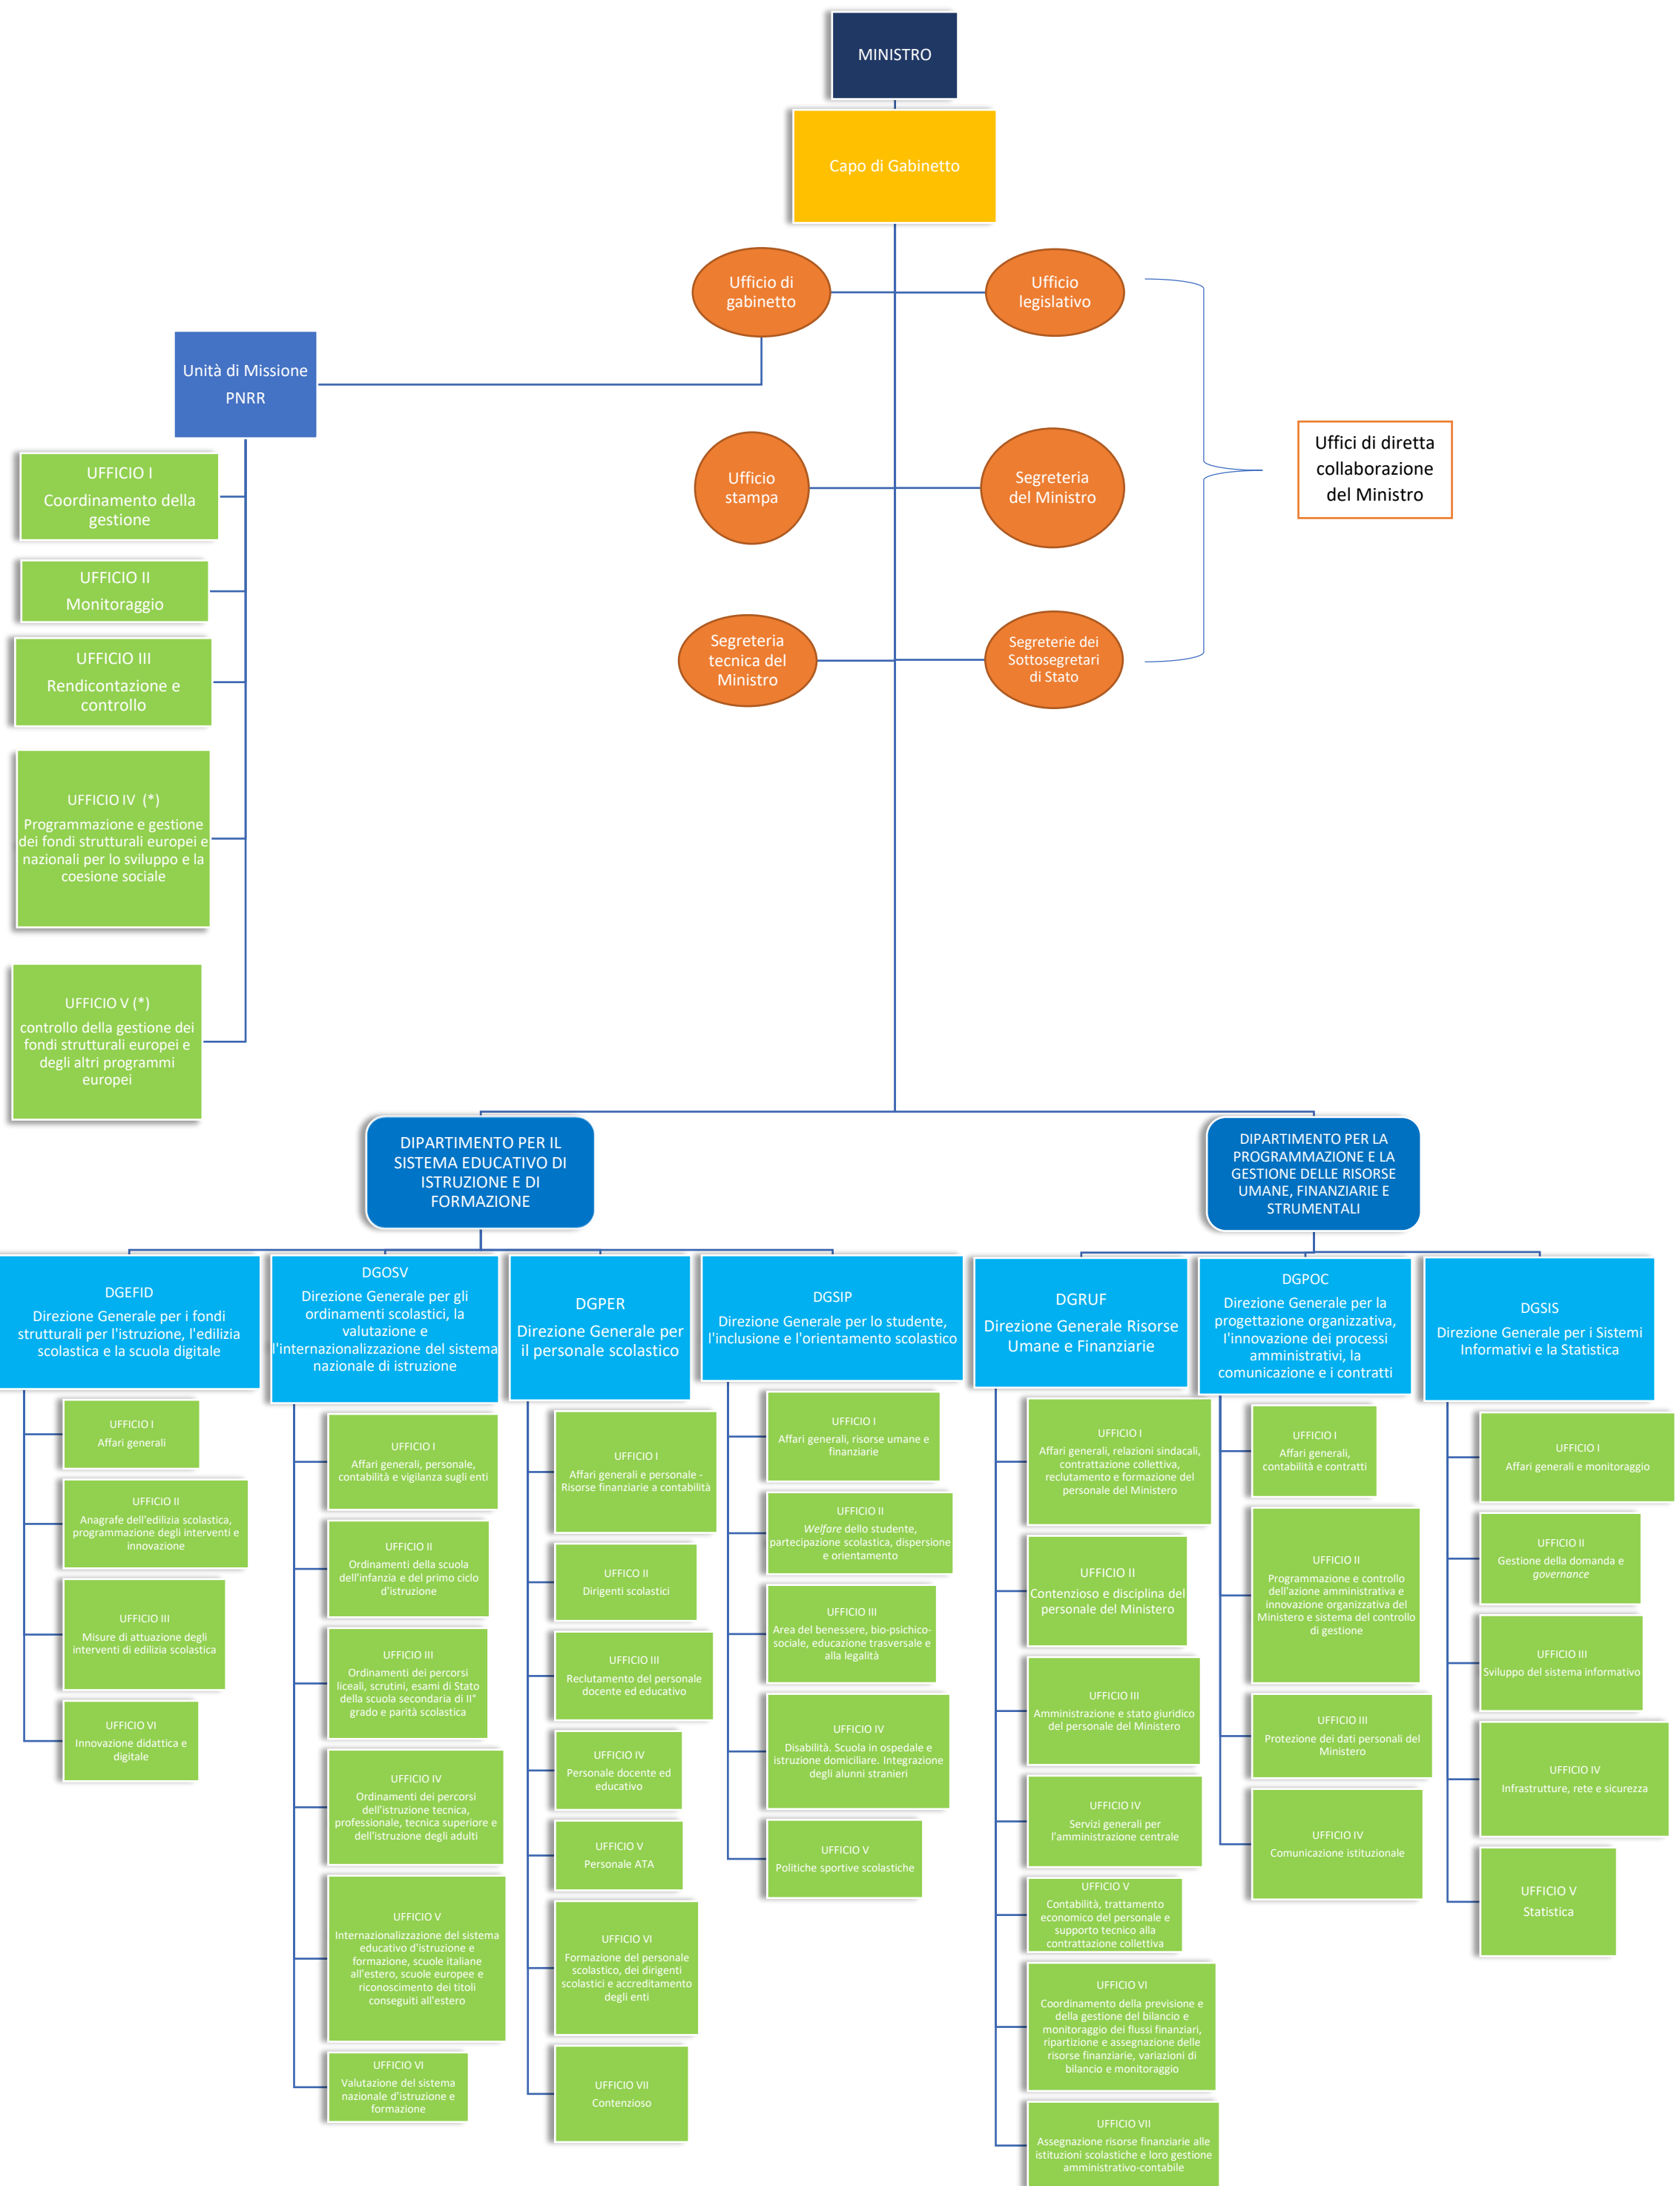 MINISTRO
Capo di Gabinetto
Ufficio di
gabinetto
Ufficio
legislativo
Unità di Missione
PNRR
Uffici di diretta
collaborazione
del Ministro
Ufficio
stampa
Segreteria
del Ministro
Segreteria
tecnica del
Ministro
Segreterie dei
Sottosegretari
di Stato
UFFICIO I
Coordinamento della
gestione
UFFICIO II
Monitoraggio
UFFICIO III
Rendicontazione e
controllo
UFFICIO IV (*)
Programmazione e gestione
dei fondi strutturali europei e
nazionali per lo sviluppo e la
coesione sociale
UFFICIO V (*)
controllo della gestione dei
fondi strutturali europei e
degli altri programmi
europei
DIPARTIMENTO PER IL
SISTEMA EDUCATIVO DI
ISTRUZIONE E DI
FORMAZIONE
DIPARTIMENTO PER LA
PROGRAMMAZIONE E LA
GESTIONE DELLE RISORSE
UMANE, FINANZIARIE E
STRUMENTALI
DGEFID
Direzione Generale per i fondi
strutturali per l'istruzione, l'edilizia
scolastica e la scuola digitale
UFFICIO I
Affari generali
UFFICIO II
Anagrafe dell'edilizia scolastica,
programmazione degli interventi e
innovazione
UFFICIO III
Misure di attuazione degli
interventi di edilizia scolastica
UFFICIO VI
Innovazione didattica e
digitale
DGOSV
Direzione Generale per gli
ordinamenti scolastici, la
valutazione e
l'internazionalizzazione del sistema
nazionale di istruzione
UFFICIO I
Affari generali, personale,
contabilità e vigilanza sugli enti
UFFICIO II
Ordinamenti della scuola
dell'infanzia e del primo ciclo
d'istruzione
UFFICIO III
Ordinamenti dei percorsi
liceali, scrutini, esami di Stato
della scuola secondaria di II°
grado e parità scolastica
UFFICIO IV
Ordinamenti dei percorsi
dell'istruzione tecnica,
professionale, tecnica superiore e
dell'istruzione degli adulti
UFFICIO V
Internazionalizzazione del sistema
educativo d'istruzione e
formazione, scuole italiane
all'estero, scuole europee e
riconoscimento dei titoli
conseguiti all'estero
UFFICIO VI
Valutazione del sistema
nazionale d'istruzione e
formazione
DGPER
Direzione Generale per
il personale scolastico
UFFICIO I
Affari generali e personale -
Risorse finanziarie a contabilità
UFFICO II
Dirigenti scolastici
UFFICIO III
Reclutamento del personale
docente ed educativo
UFFICIO IV
Personale docente ed
educativo
UFFICIO V
Personale ATA
UFFICIO VI
Formazione del personale
scolastico, dei dirigenti
scolastici e accreditamento
degli enti
UFFICIO VII
Contenzioso
DGSIP
Direzione Generale per lo studente,
l'inclusione e l'orientamento scolastico
UFFICIO I
Affari generali, risorse umane e
finanziarie
UFFICIO II
Welfare dello studente,
partecipazione scolastica, dispersione
e orientamento
UFFICIO III
Area del benessere, bio-psichico-
sociale, educazione trasversale e
alla legalità
UFFICIO IV
Disabilità. Scuola in ospedale e
istruzione domiciliare. Integrazione
degli alunni stranieri
UFFICIO V
Politiche sportive scolastiche
DGRUF
Direzione Generale Risorse
Umane e Finanziarie
UFFICIO I
Affari generali, relazioni sindacali,
contrattazione collettiva,
reclutamento e formazione del
personale del Ministero
UFFICIO II
Contenzioso e disciplina del
personale del Ministero
UFFICIO III
Amministrazione e stato giuridico
del personale del Ministero
UFFICIO IV
Servizi generali per
l'amministrazione centrale
UFFICIO V
Contabilità, trattamento
economico del personale e
supporto tecnico alla
contrattazione collettiva
UFFICIO VI
Coordinamento della previsione e
della gestione del bilancio e
monitoraggio dei flussi finanziari,
ripartizione e assegnazione delle
risorse finanziarie, variazioni di
bilancio e monitoraggio
UFFICIO VII
Assegnazione risorse finanziarie alle
istituzioni scolastiche e loro gestione
amministrativo-contabile
DGPOC
Direzione Generale per la
progettazione organizzativa,
l'innovazione dei processi
amministrativi, la
comunicazione e i contratti
UFFICIO I
Affari generali,
contabilità e contratti
UFFICIO II
Programmazione e controllo
dell'azione amministrativa e
innovazione organizzativa del
Ministero e sistema del controllo
di gestione
UFFICIO III
Protezione dei dati personali del
Ministero
UFFICIO IV
Comunicazione istituzionale
DGSIS
Direzione Generale per i Sistemi
Informativi e la Statistica
UFFICIO I
Affari generali e monitoraggio
UFFICIO II
Gestione della domanda e
governance
UFFICIO III
Sviluppo del sistema informativo
UFFICIO IV
Infrastrutture, rete e sicurezza
UFFICIO V
Statistica